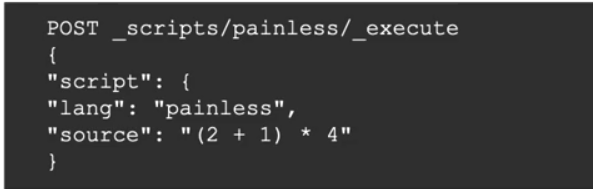 POST _scripts/painless/_execute
{
"script": {
"lang": "painless",
"source": "(2 + 1) * 4"
}